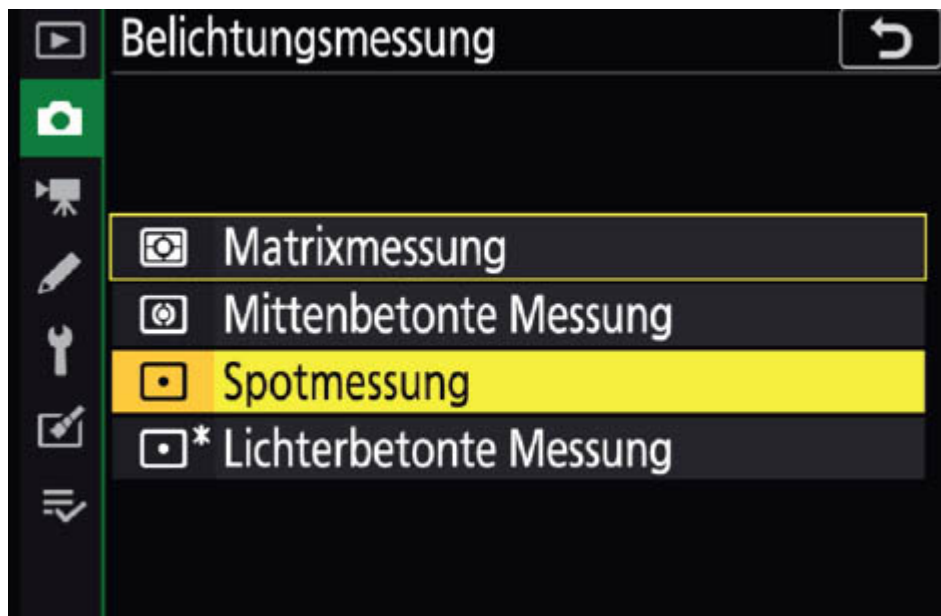 Belichtungsmessung
Matrixmessung
Mittenbetonte Messung
Spotmessung
* Lichterbetonte Messung